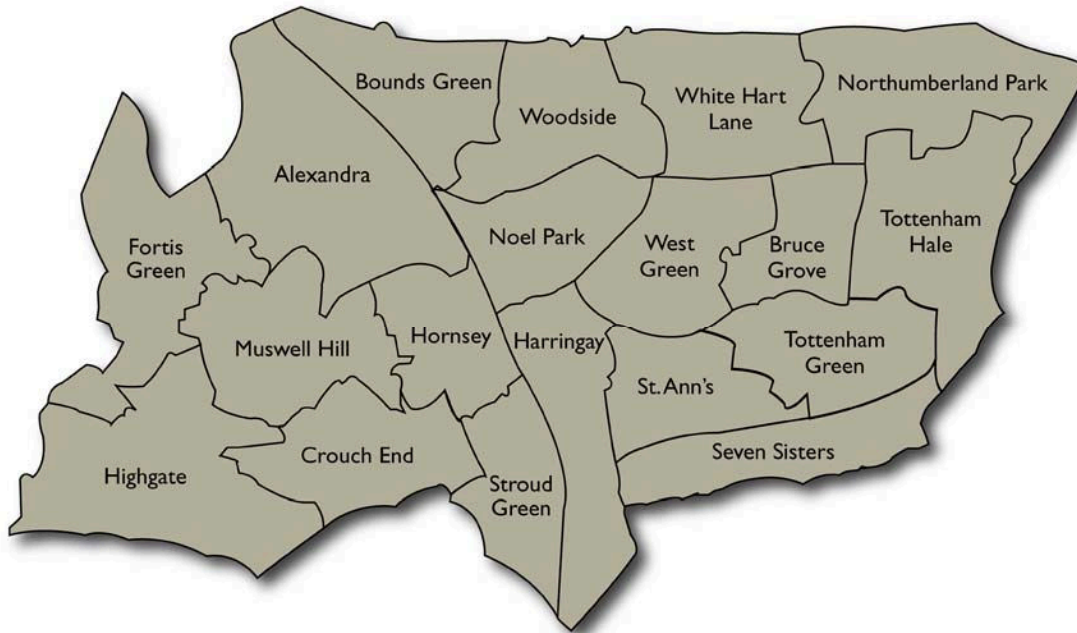 Bounds Green
Woodside
White Hart
Lane
Northumberland Park
Alexandra
Fortis
Green
Noel Park
West
Green
Bruce
Grove
Tottenham
Hale
Muswell Hill
Hornsey
Harringay
St. Ann's
Tottenham
Green
Highgate
Crouch End
Stroud
Green
Seven Sisters